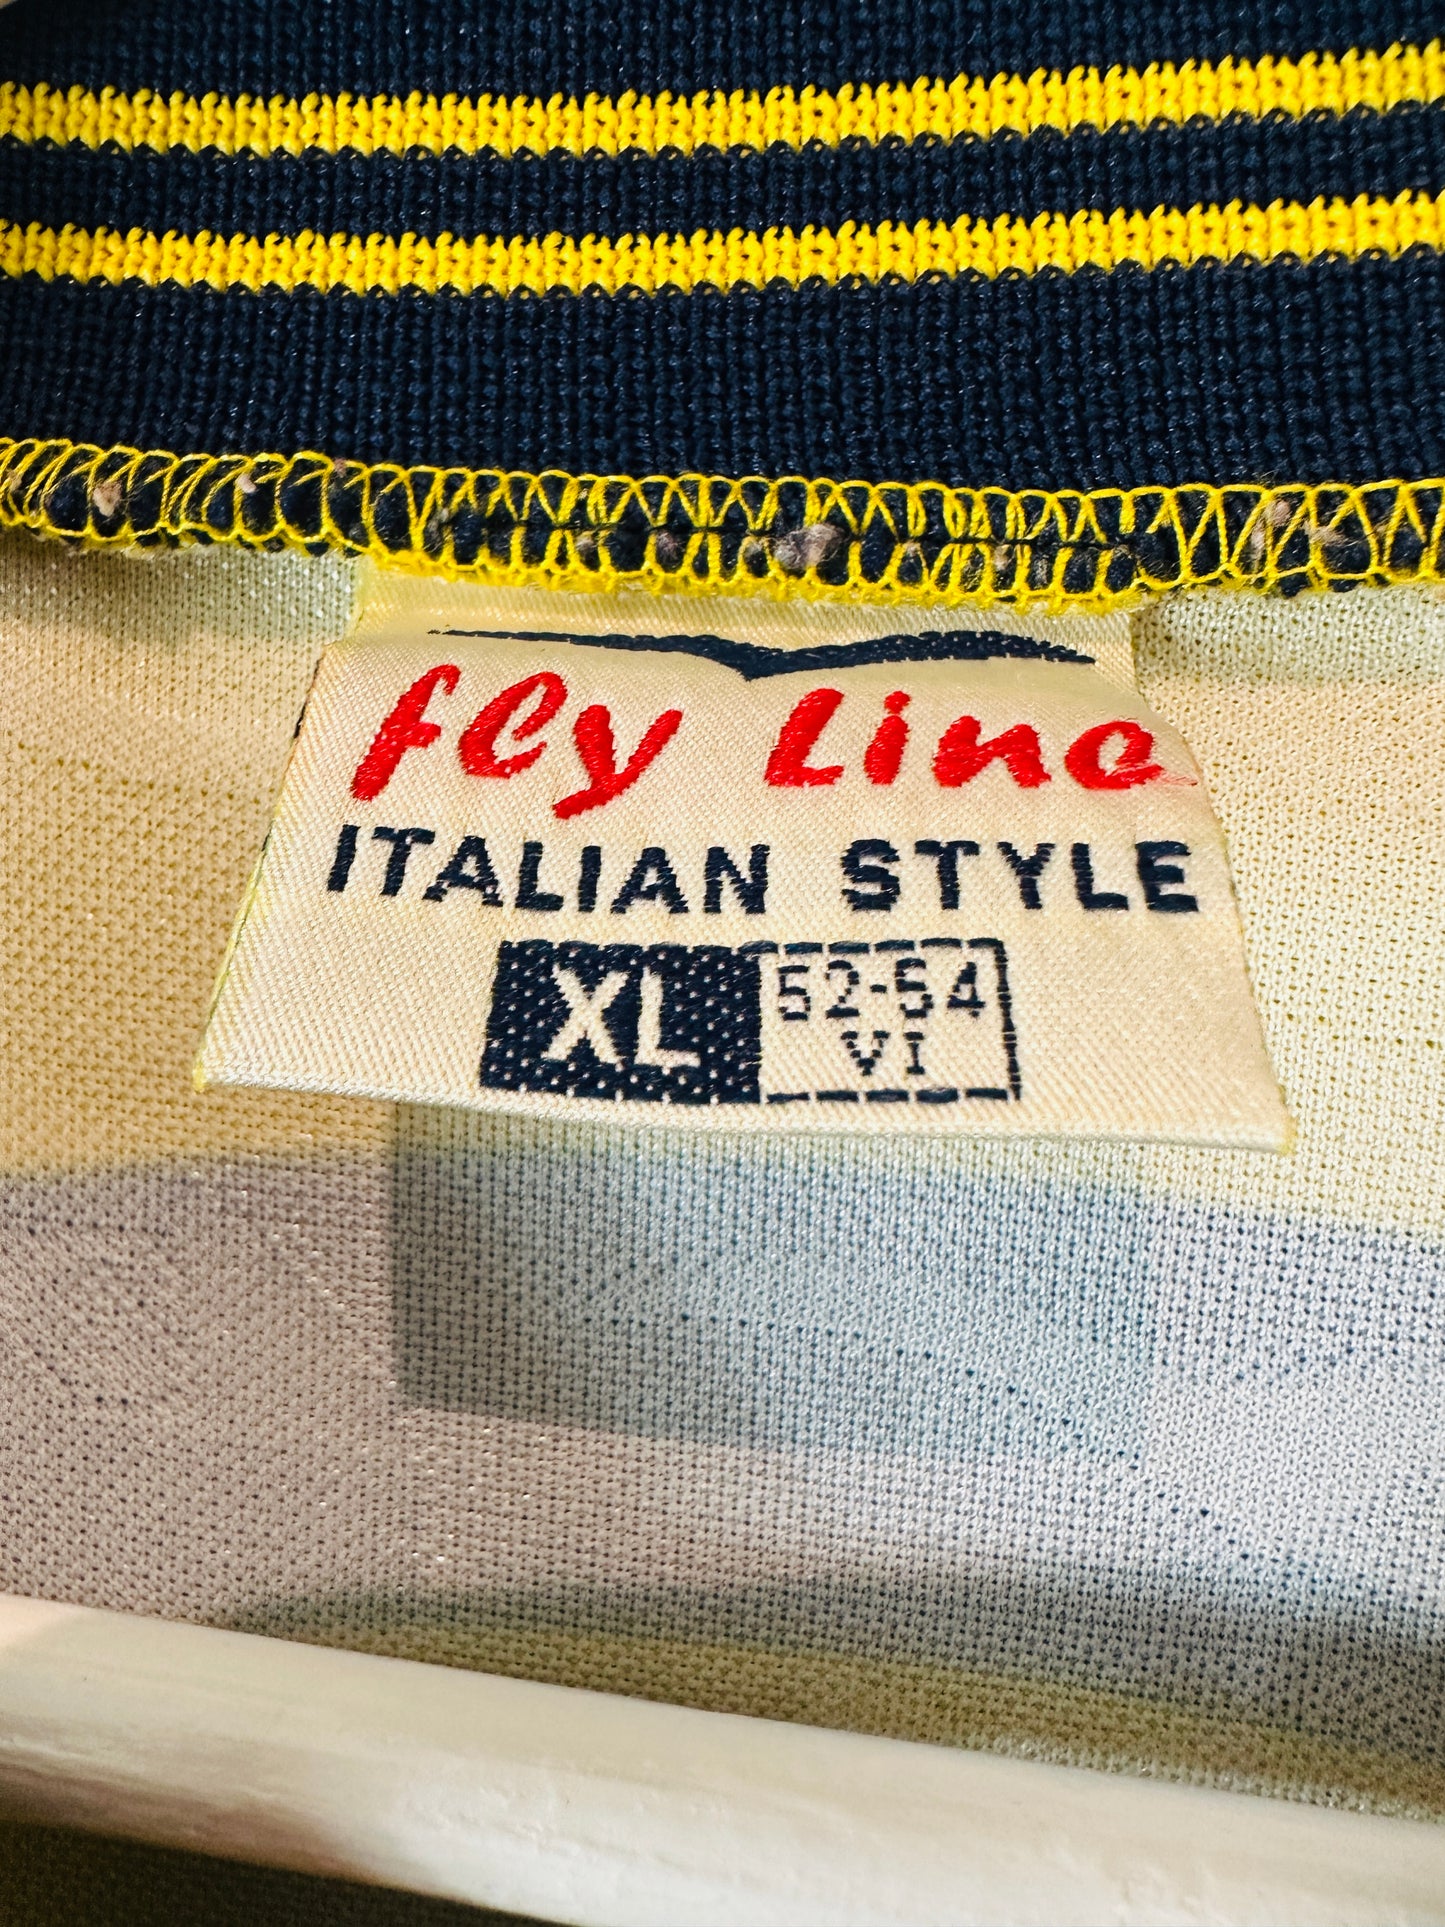 fly Line
ITALIAN STYLE
XL 52-54
VI